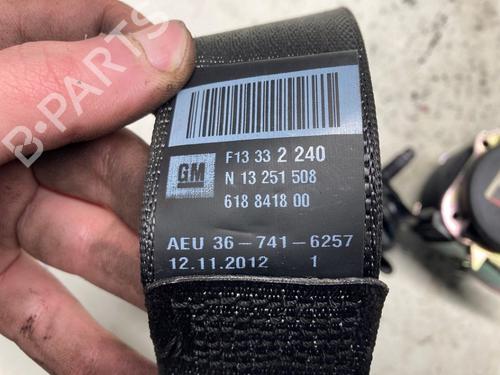 B-PARTS
F13 33 2 240
GM
N 13 251 508
618 8418 00
AEU 36-741-6257
12.11.2012 1